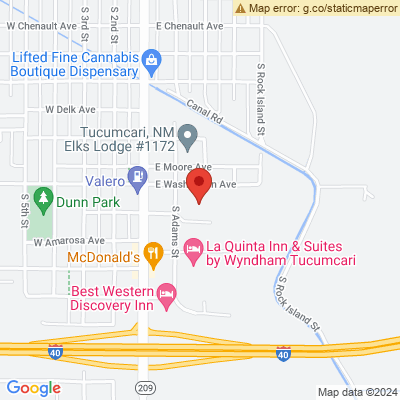 Map error: g.co/staticmaperror
W Chenault Ave
E Chenault Ave
S 3rd St
S 2nd St
Lifted Fine Cannabis
Boutique Dispensary
S Rock Island St
W Delk Ave
Canal Rd
Tucumcari, NM
Elks Lodge #1172
E Moore Ave
Valero
E Wash Ave
S 5th St
Dunn Park
S Adams St
W Amarosa Ave
McDonald's
La Quinta Inn & Suites
by Wyndham Tucumcari
Best Western
Discovery Inn
S Rock Island St
40
40
209
Google
Map data ©2024